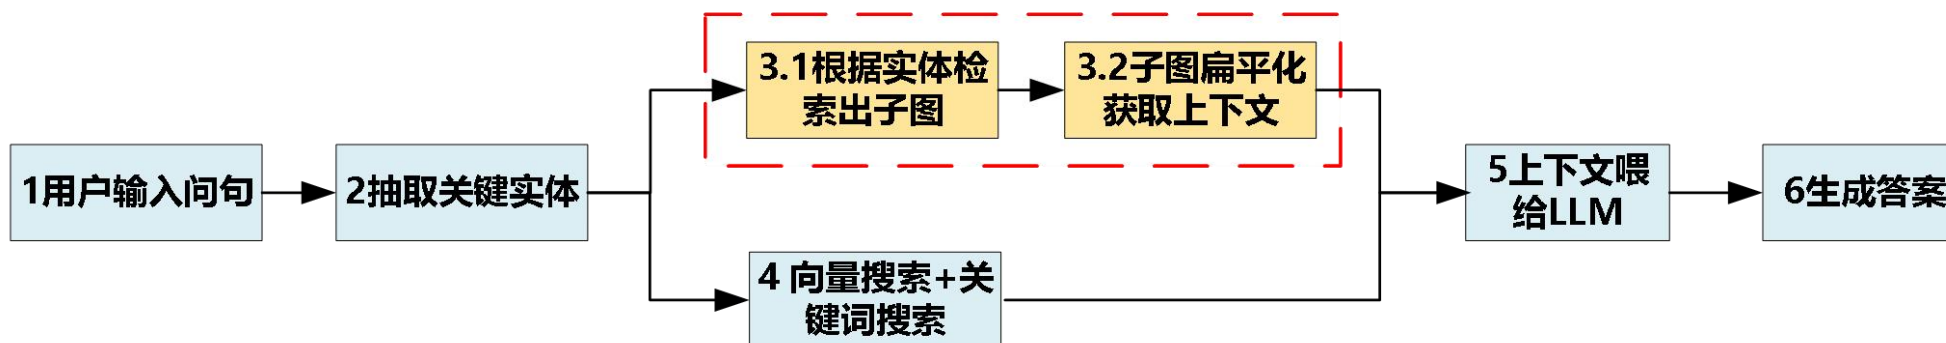 1用户输入问句
2抽取关键实体
3.1根据实体检
索出子图
3.2子图扁平化
获取上下文
4 向量搜索+关
键词搜索
5上下文喂
给LLM
6生成答案